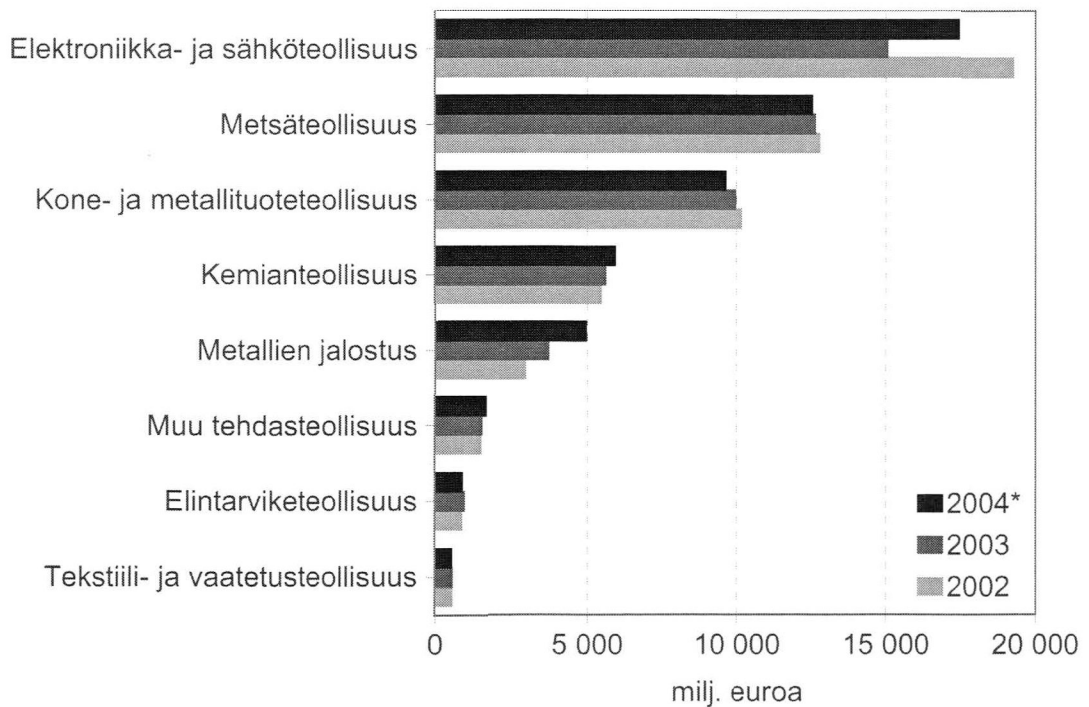 Elektroniikka- ja sähköteollisuus
Metsäteollisuus
Kone- ja metallituoteteollisuus
Kemianteollisuus
Metallien jalostus
Muu tehdasteollisuus
Elintarviketeollisuus
Tekstiili- ja vaatetusteollisuus
2004*
2003
2002
0 5 000 10 000 15 000 20 000
milj. euroa